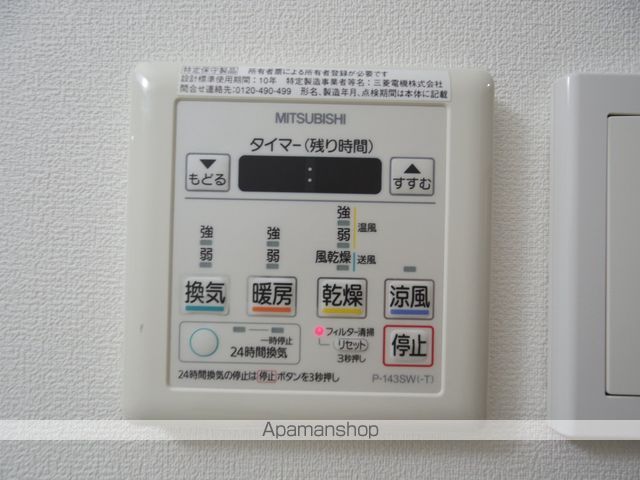 特定保守製品 所有者票による所有者登録が必要です
設計標準使用期間：10年 特定製造事業者等名：三菱電機株式会社
問合せ連絡先：0120-490-499 形名、製造年月、点検期間は本体に記載
MITSUBISHI
タイマー(残り時間)
▼ もどる
:
▲ すすむ
強 弱
強 弱
強 弱 温風
風乾燥 送風
換気 暖房 乾燥 涼風
一時停止
24時間換気
フィルター清掃
リセット
3秒押し
停止
24時間換気の停止は停止ボタンを3秒押し
P-143SW(-T)
Apamanshop